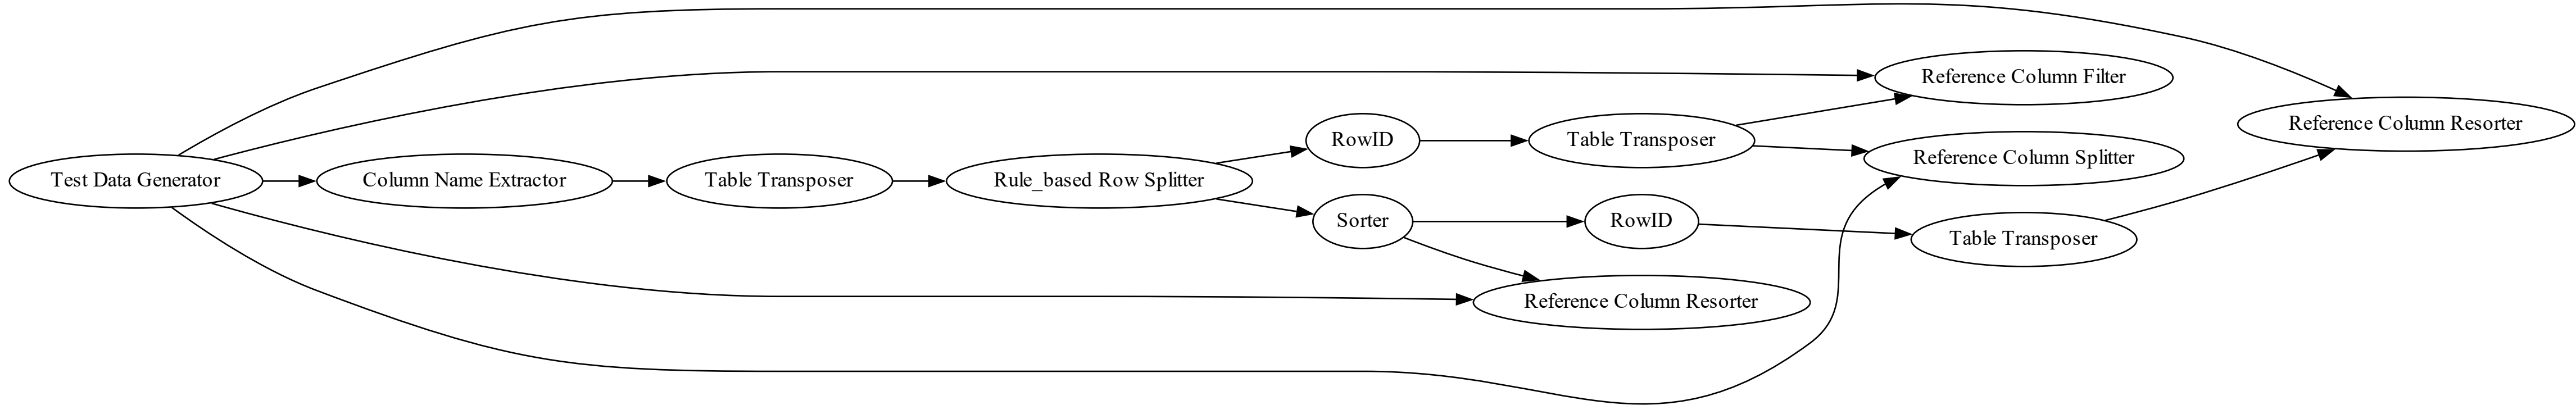 Test Data Generator
Column Name Extractor
Table Transposer
Rule_based Row Splitter
RowID
Sorter
Table Transposer
RowID
Reference Column Resorter
Reference Column Filter
Reference Column Splitter
Table Transposer
Reference Column Resorter